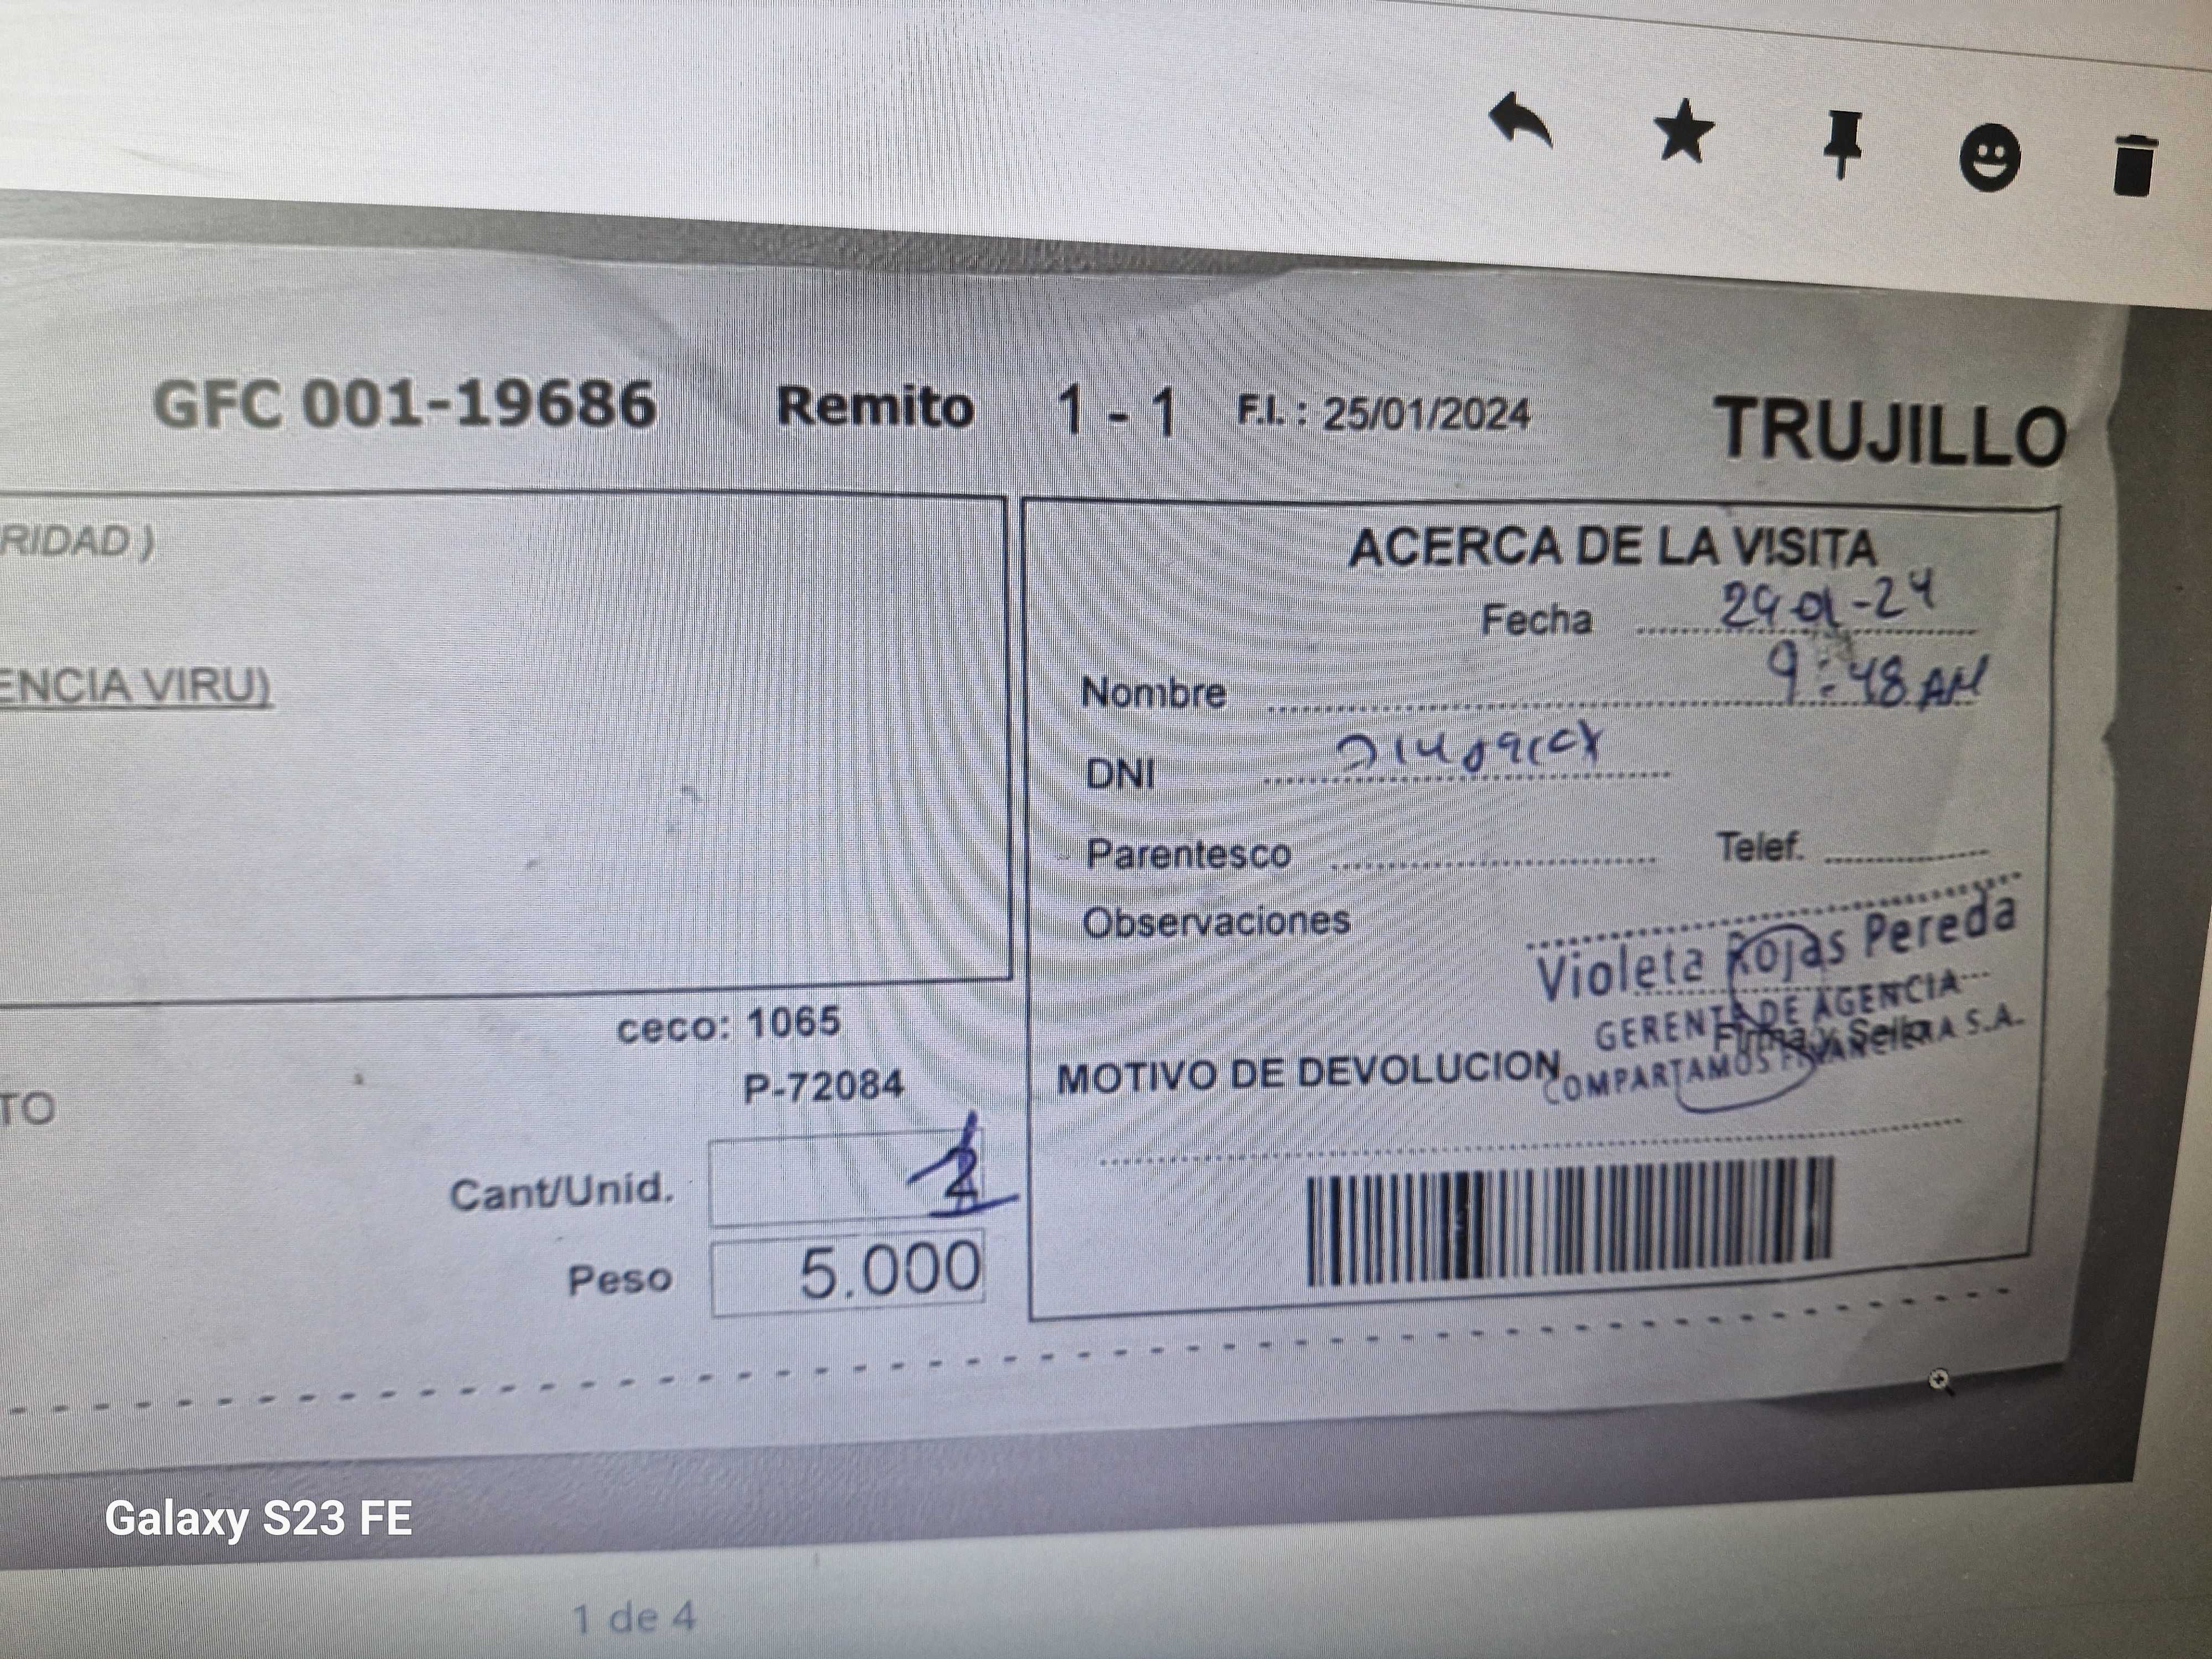 GFC 001-19686 Remito 1 - 1 F.I. : 25/01/2024 TRUJILLO
RIDAD )
ENCIA VIRU)
ceco: 1065
P-72084
TO
Cant/Unid.
Peso 5.000
ACERCA DE LA VISITA
Fecha 29-01-24
Nombre 9:48 AM
DNI
Parentesco Telef.
Observaciones
Violeta Rojas Pereda
GERENTE DE AGENCIA
Firma y Sello
COMPARTAMOS FINANCIERA S.A.
MOTIVO DE DEVOLUCION
Galaxy S23 FE
1 de 4